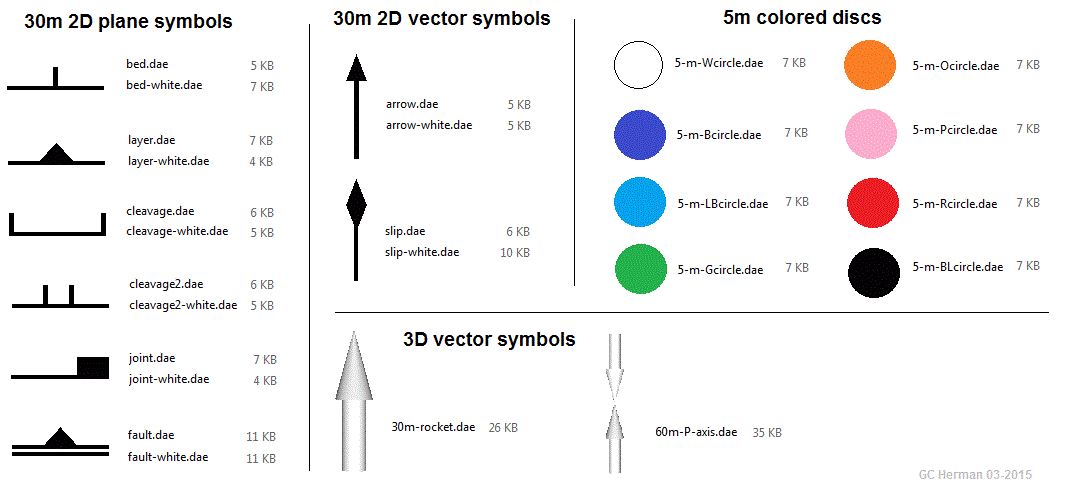 30m 2D plane symbols
bed.dae 5 KB
bed-white.dae 7 KB
layer.dae 7 KB
layer-white.dae 4 KB
cleavage.dae 6 KB
cleavage-white.dae 5 KB
cleavage2.dae 6 KB
cleavage2-white.dae 5 KB
joint.dae 7 KB
joint-white.dae 4 KB
fault.dae 11 KB
fault-white.dae 11 KB
30m 2D vector symbols
arrow.dae 5 KB
arrow-white.dae 5 KB
slip.dae 6 KB
slip-white.dae 10 KB
5m colored discs
5-m-Wcircle.dae 7 KB
5-m-Bcircle.dae 7 KB
5-m-LBcircle.dae 7 KB
5-m-Gcircle.dae 7 KB
5-m-Ocircle.dae 7 KB
5-m-Pcircle.dae 7 KB
5-m-Rcircle.dae 7 KB
5-m-BLcircle.dae 7 KB
3D vector symbols
30m-rocket.dae 26 KB
60m-P-axis.dae 35 KB
GC Herman 03-2015